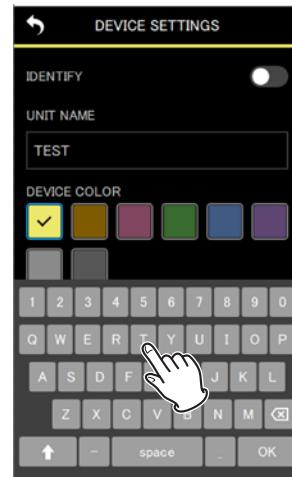 DEVICE SETTINGS
IDENTIFY
UNIT NAME
TEST
DEVICE COLOR
1 2 3 4 5 6 7 8 9 0
Q W E R T Y U I O P
A S D F J K L
Z X C V B N M
- space _ OK